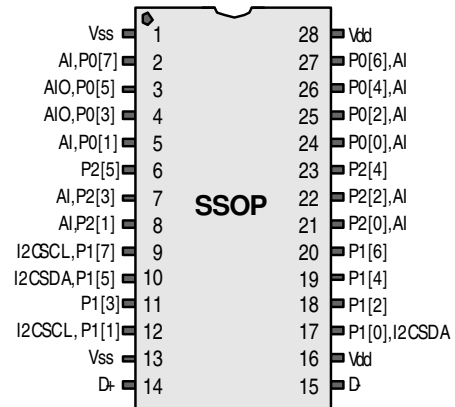 Vss 1 28 Vdd
AI,P0[7] 2 27 P0[6],AI
AIO,P0[5] 3 26 P0[4],AI
AIO,P0[3] 4 25 P0[2],AI
AI,P0[1] 5 24 P0[0],AI
P2[5] 6 23 P2[4]
AI,P2[3] 7 22 P2[2],AI
SSOP
AI,P2[1] 8 21 P2[0],AI
I2CSCL,P1[7] 9 20 P1[6]
I2CSDA,P1[5] 10 19 P1[4]
P1[3] 11 18 P1[2]
I2CSCL, P1[1] 12 17 P1[0],I2CSDA
Vss 13 16 Vdd
D+ 14 15 D-